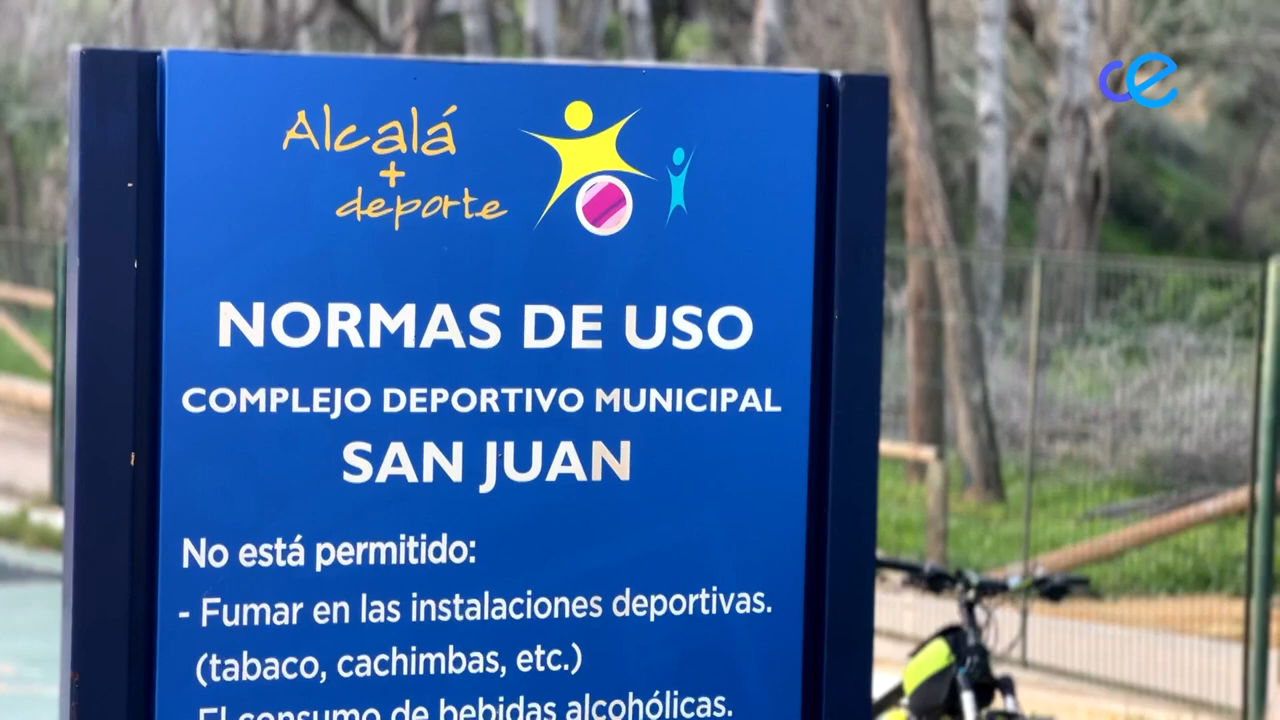 ce
Alcalá
+
deporte
NORMAS DE USO
COMPLEJO DEPORTIVO MUNICIPAL
SAN JUAN
No está permitido:
- Fumar en las instalaciones deportivas.
(tabaco, cachimbas, etc.)
El consumo de bebidas alcohólicas.